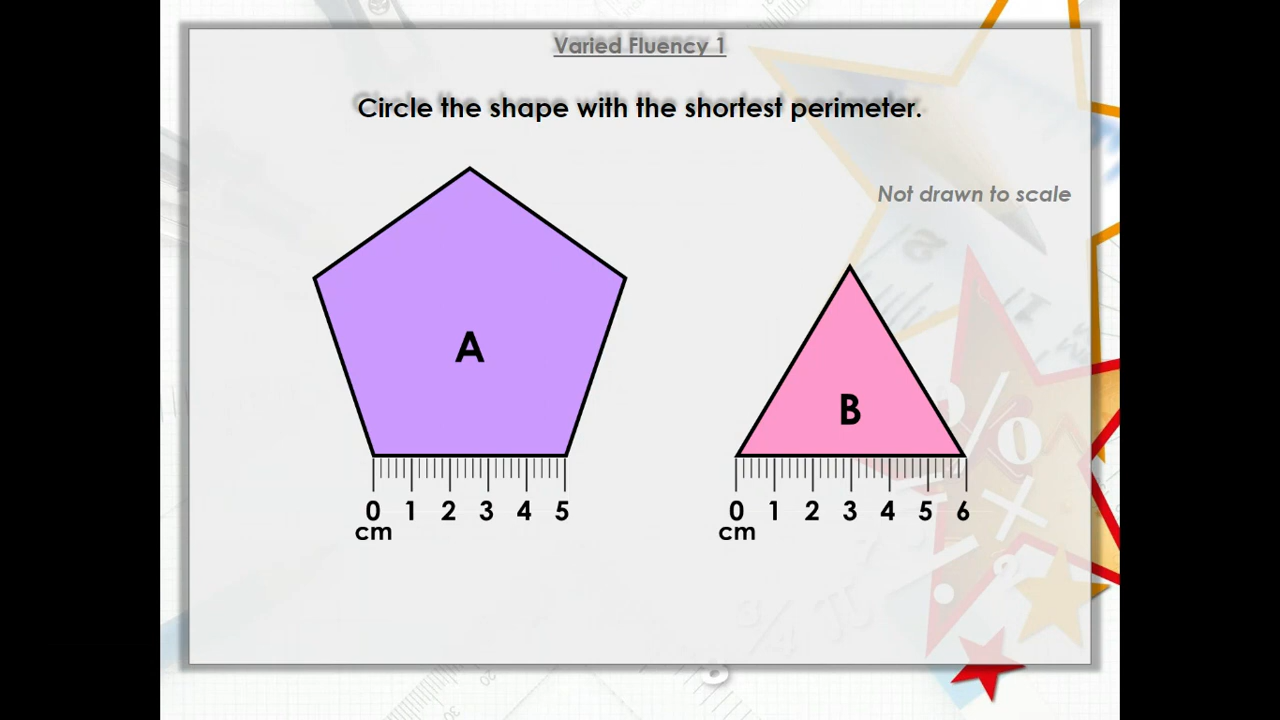 Varied Fluency 1
Circle the shape with the shortest perimeter.
Not drawn to scale
A
B
0 1 2 3 4 5
cm
0 1 2 3 4 5 6
cm